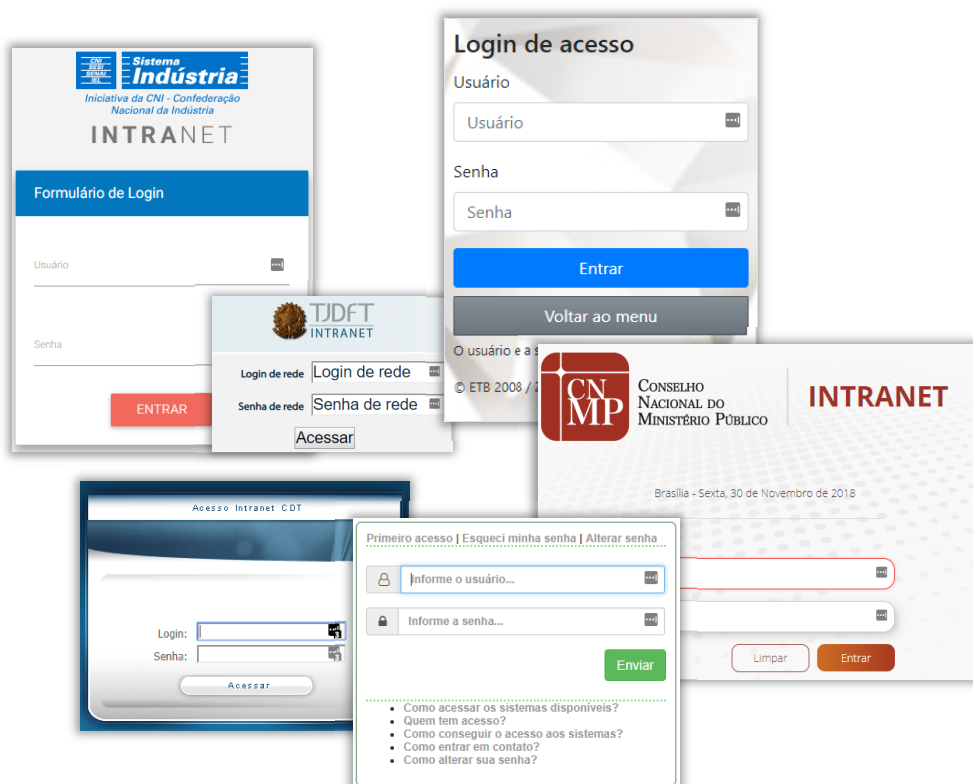 CNI
SESI
SENAI
IEL
Sistema
Indústria
Iniciativa da CNI - Confederação
Nacional da Indústria
INTRANET
Formulário de Login
Usuário
Senha
ENTRAR
Login de acesso
Usuário
Usuário
Senha
Senha
Entrar
Voltar ao menu
O usuário e a s
© ETB 2008 / 2
TJDFT
INTRANET
Login de rede Login de rede
Senha de rede Senha de rede
Acessar
CN
MP
Conselho
Nacional do
Ministério Público
INTRANET
Brasília - Sexta, 30 de Novembro de 2018
Limpar Entrar
Acesso Intranet CDT
Login:
Senha:
Acessar
Primeiro acesso | Esqueci minha senha | Alterar senha
Informe o usuário...
Informe a senha...
Enviar
Como acessar os sistemas disponíveis?
Quem tem acesso?
Como conseguir o acesso aos sistemas?
Como entrar em contato?
Como alterar sua senha?